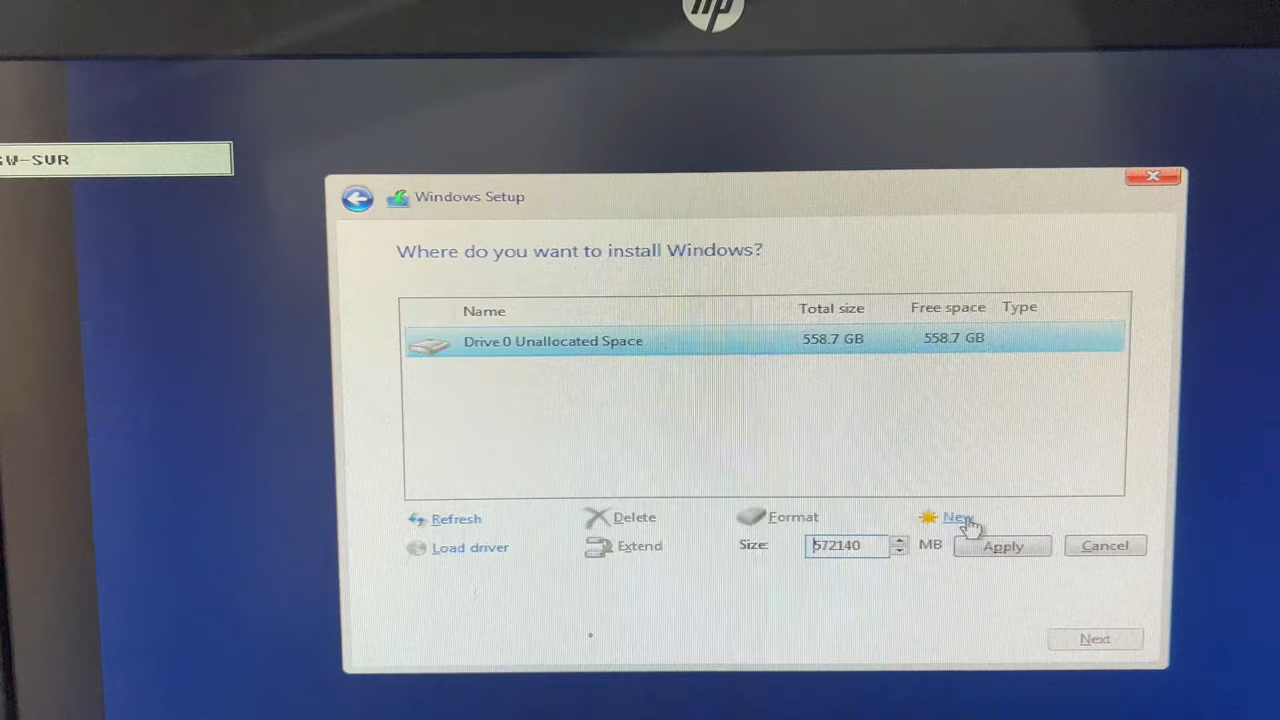 hp
GW-SVR
Windows Setup
Where do you want to install Windows?
Name Total size Free space Type
Drive 0 Unallocated Space 558.7 GB 558.7 GB
Refresh Delete Format New
Load driver Extend Size: 572140 MB Apply Cancel
Next